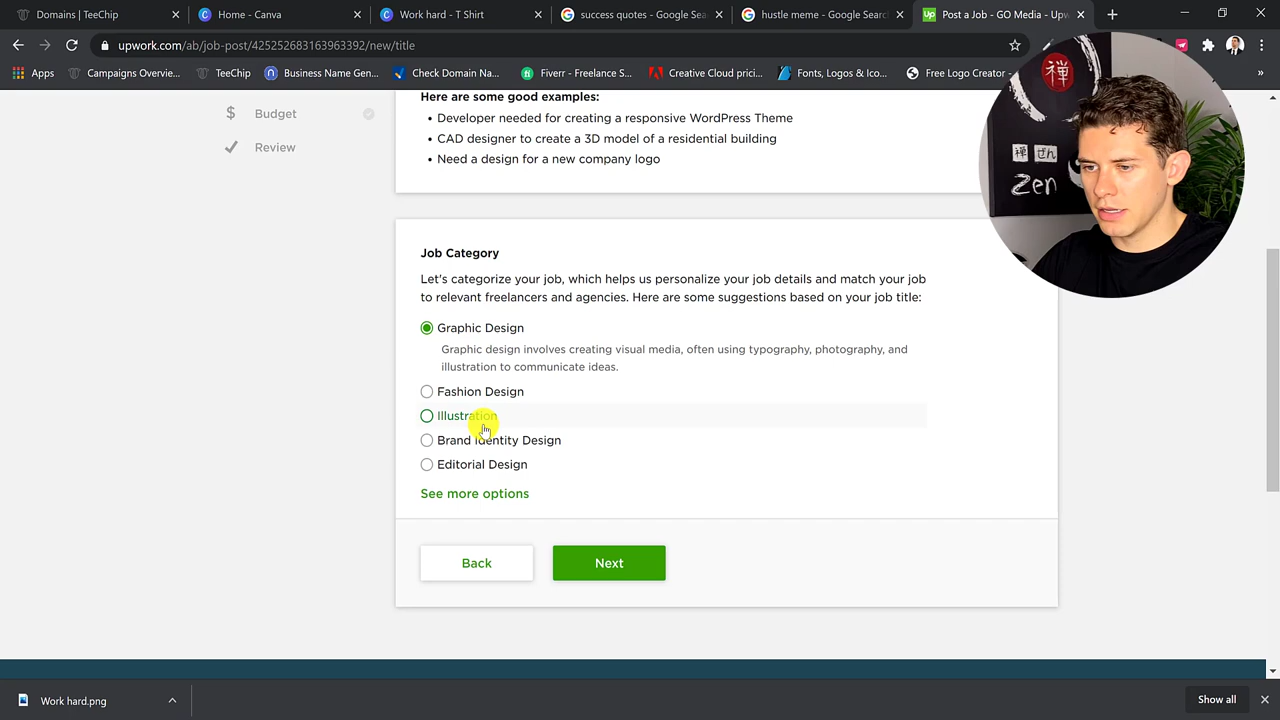 Domains | TeeChip
Home - Canva
Work hard - T Shirt
success quotes - Google Sea
hustle meme - Google Searc
Up
Post a Job - GO Media - Upw
upwork.com/ab/job-post/425252683163963392/new/title
Apps
Campaigns Overvie...
TeeChip
Business Name Gen...
Check Domain Na...
Fiverr - Freelance S...
Creative Cloud prici...
Fonts, Logos & Ico...
Free Logo Creator -
禅
禅 ぜん
Zen
$ Budget
Review
Here are some good examples:
• Developer needed for creating a responsive WordPress Theme
• CAD designer to create a 3D model of a residential building
• Need a design for a new company logo
Job Category
Let's categorize your job, which helps us personalize your job details and match your job
to relevant freelancers and agencies. Here are some suggestions based on your job title:
Graphic Design
Graphic design involves creating visual media, often using typography, photography, and
illustration to communicate ideas.
Fashion Design
Illustration
Brand Identity Design
Editorial Design
See more options
Back
Next
Work hard.png
Show all